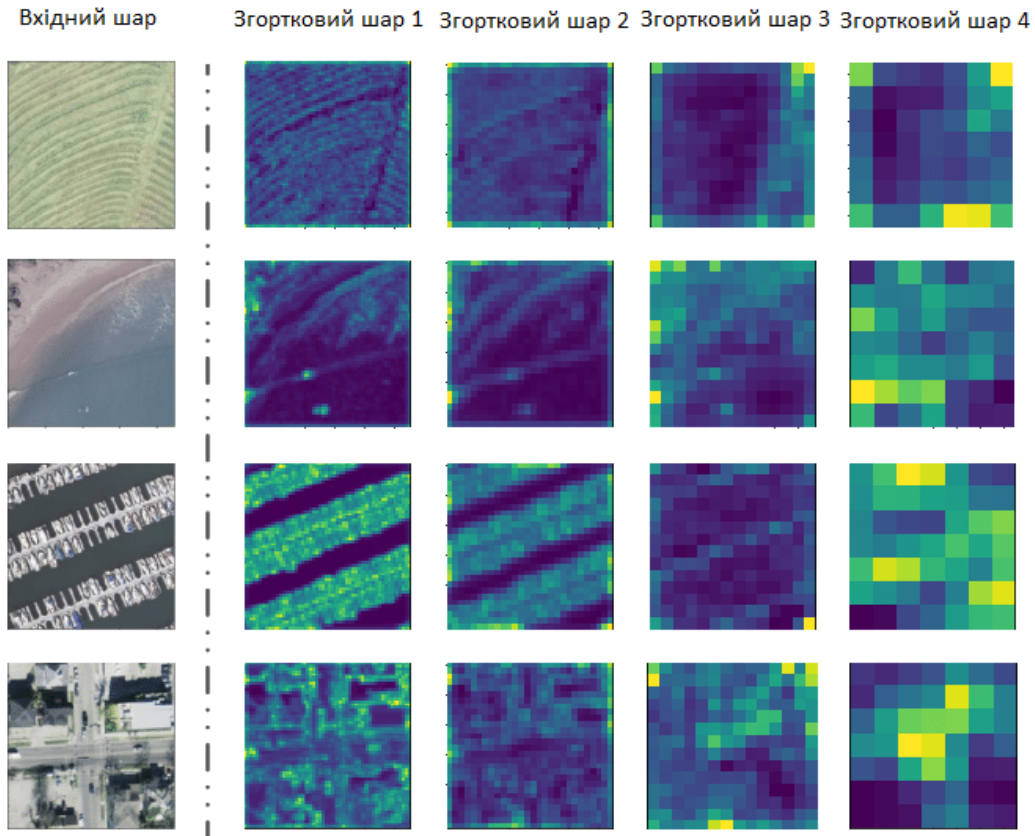 Вхідний шар
Згортковий шар 1
Згортковий шар 2
Згортковий шар 3
Згортковий шар 4